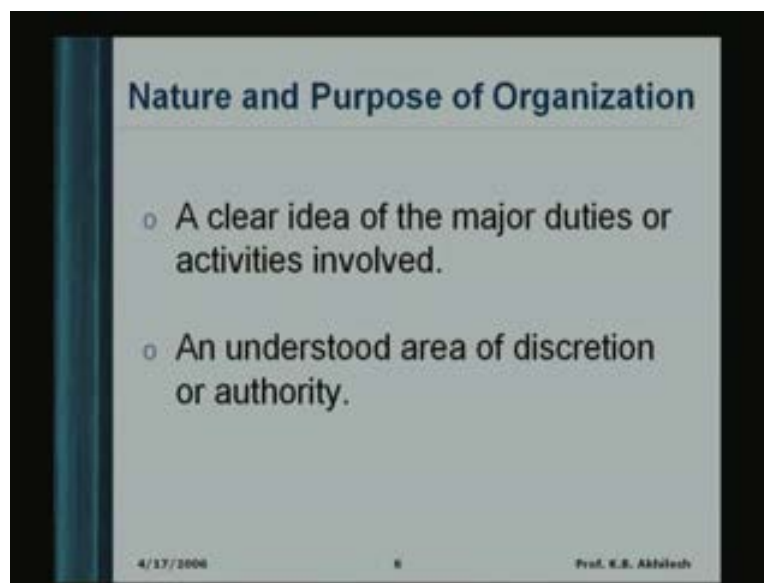 Nature and Purpose of Organization
o A clear idea of the major duties or
activities involved.
o An understood area of discretion
or authority.
4/17/2006 6 Prof. K.B. Akhilesh